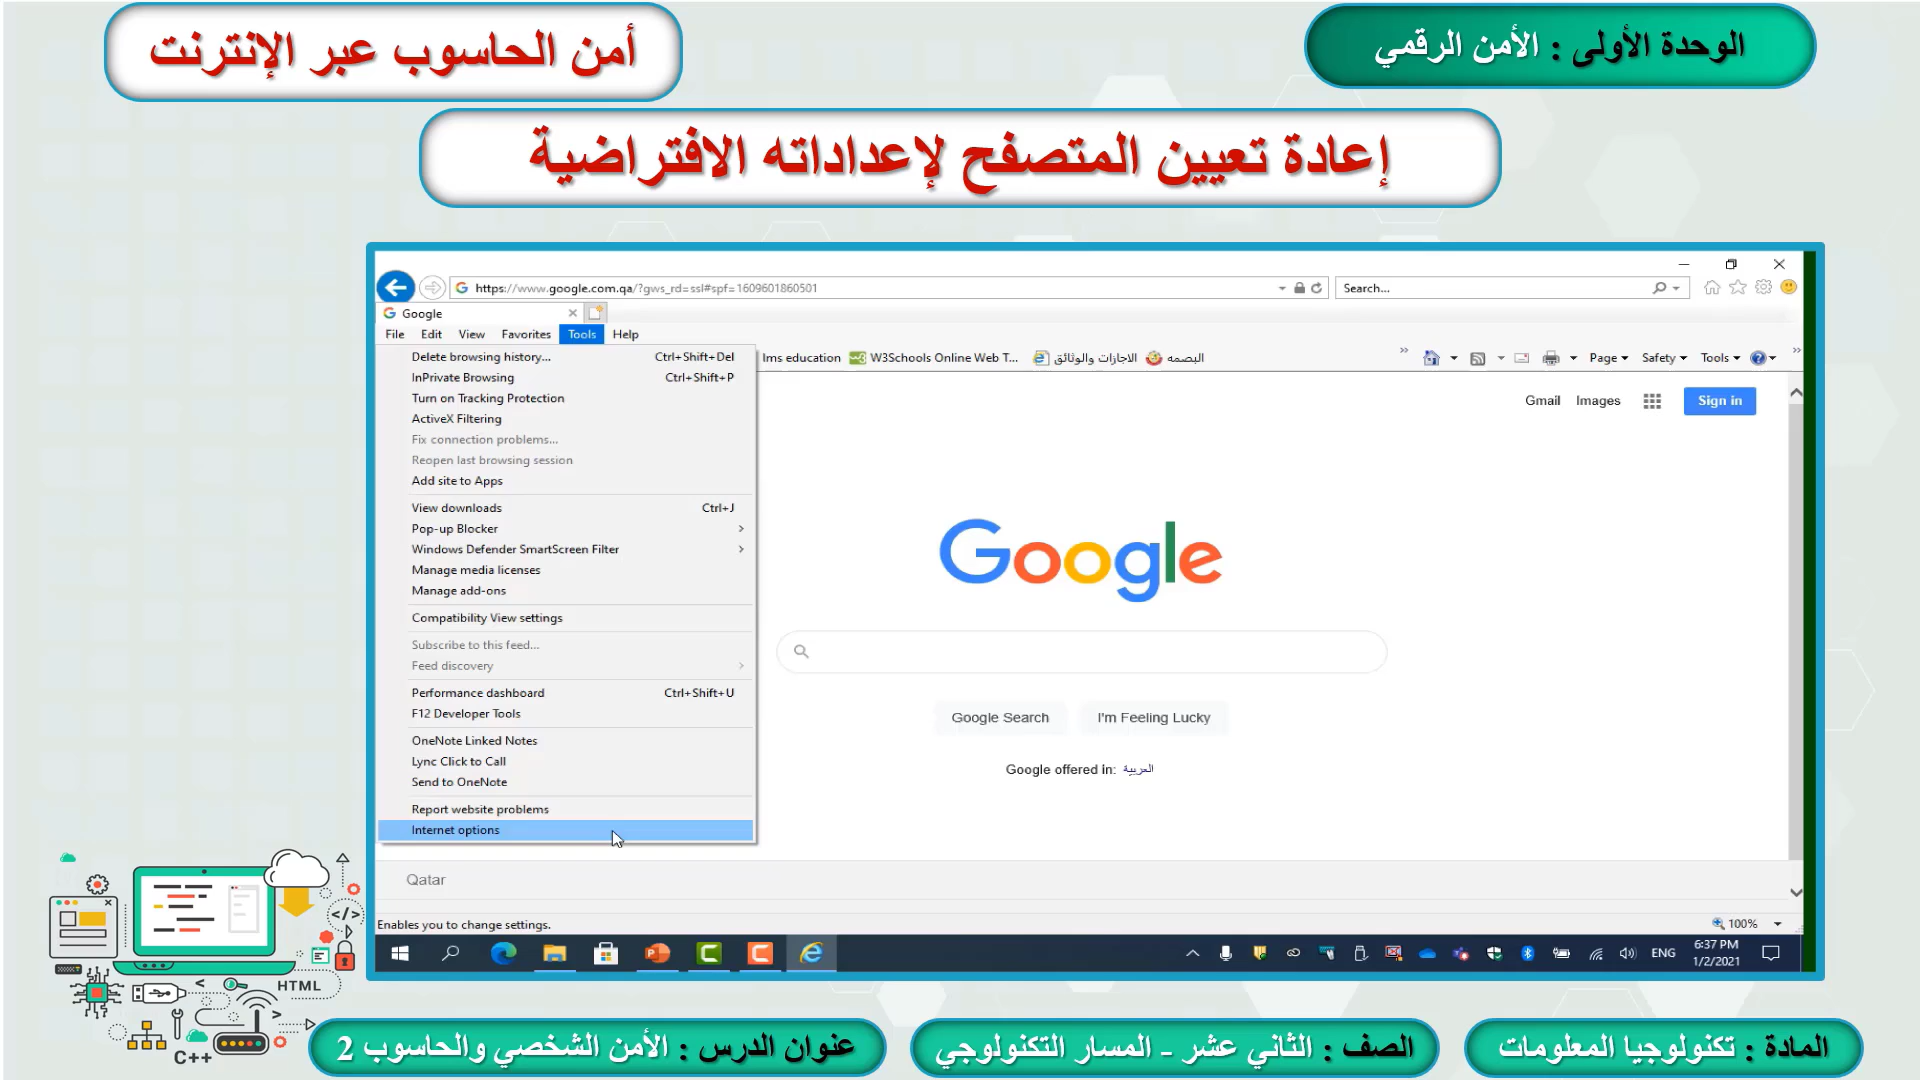 الوحدة الأولى : الأمن الرقمي
أمن الحاسوب عبر الإنترنت
إعادة تعيين المتصفح لإعداداته الافتراضية
https://www.google.com.qa/?gws_rd=ssl#spf=1609601860501
Search...
Google
File Edit View Favorites Tools Help
lms education W3Schools Online Web T... الاجازات والوثائق البصمه
Page Safety Tools
Delete browsing history... Ctrl+Shift+Del
InPrivate Browsing Ctrl+Shift+P
Turn on Tracking Protection
ActiveX Filtering
Fix connection problems...
Reopen last browsing session
Add site to Apps
View downloads Ctrl+J
Pop-up Blocker
Windows Defender SmartScreen Filter
Manage media licenses
Manage add-ons
Compatibility View settings
Subscribe to this feed...
Feed discovery
Performance dashboard Ctrl+Shift+U
F12 Developer Tools
OneNote Linked Notes
Lync Click to Call
Send to OneNote
Report website problems
Internet options
Gmail Images Sign in
Google
Google Search I'm Feeling Lucky
Google offered in: العربية
Qatar
Enables you to change settings.
100%
ENG
6:37 PM
1/2/2021
</>
HTML
C++
المادة : تكنولوجيا المعلومات
الصف : الثاني عشر - المسار التكنولوجي
عنوان الدرس : الأمن الشخصي والحاسوب 2